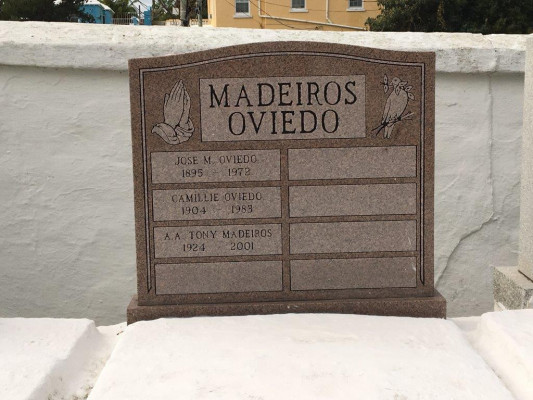 MADEIROS
OVIEDO
JOSE M. OVIEDO
1895 - 1972
CAMILLIE OVIEDO
1904 - 1983
A.A. TONY MADEIROS
1924 2001